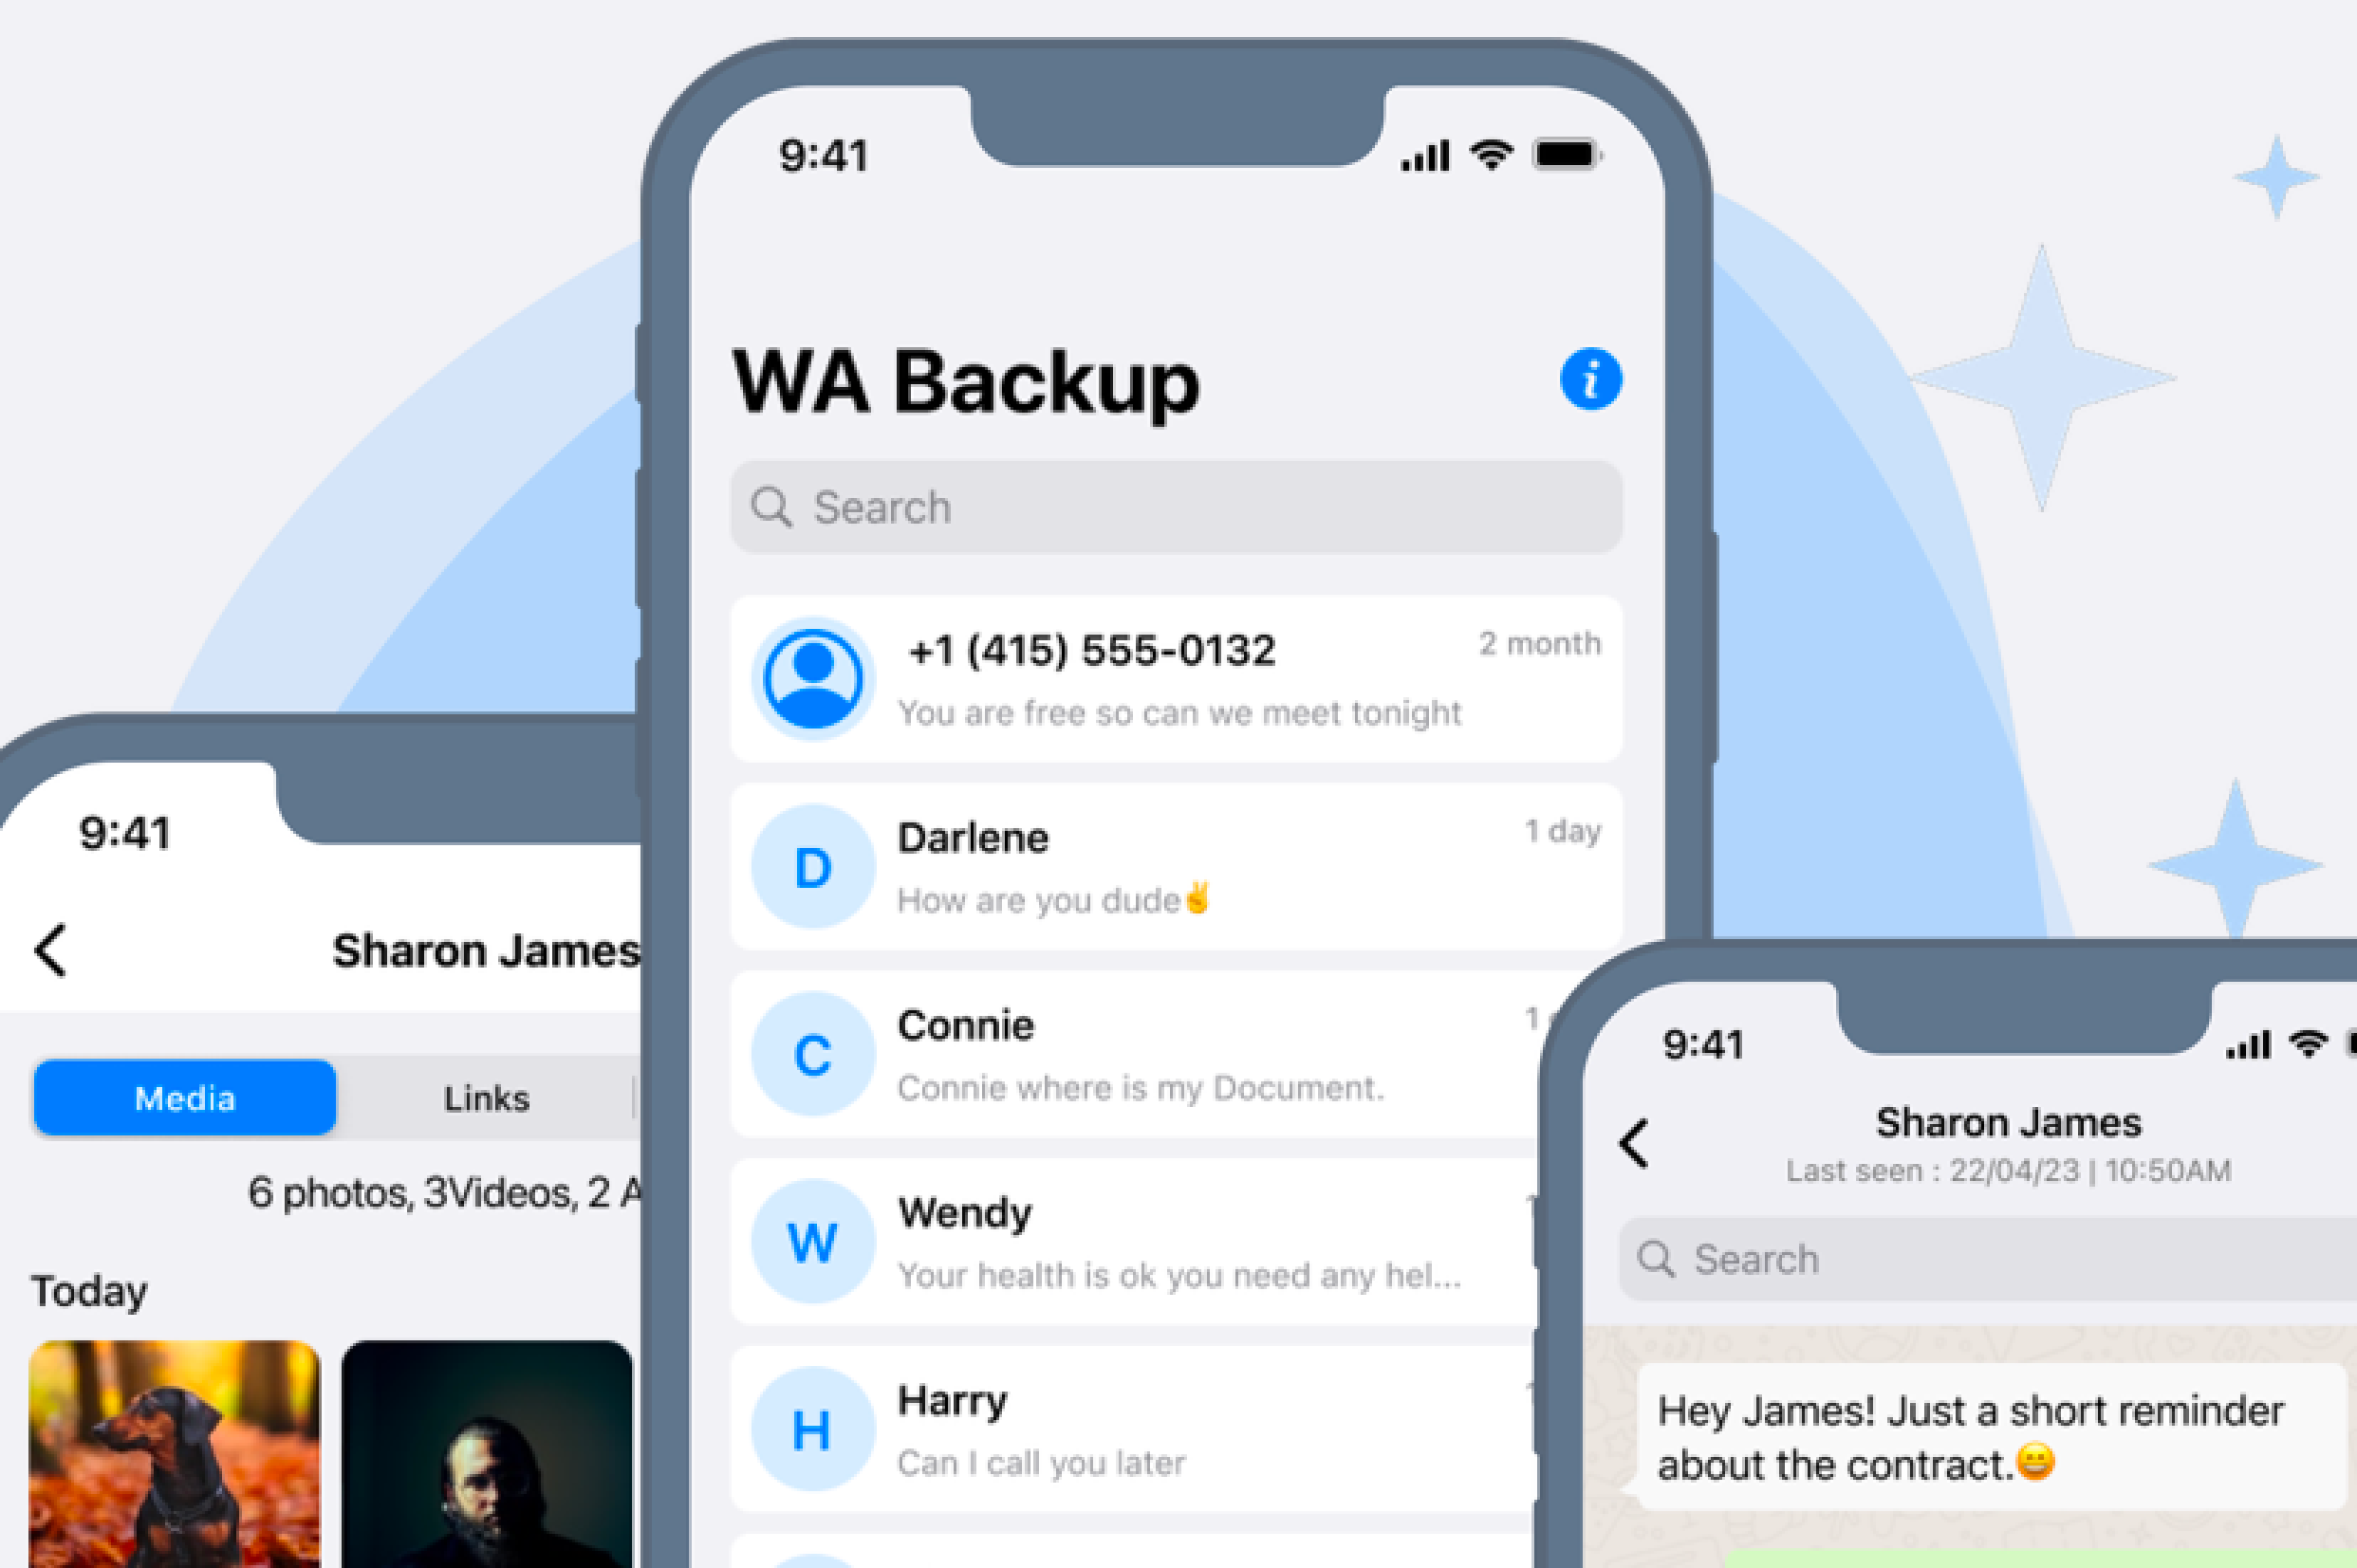 9:41
WA Backup
i
Search
+1 (415) 555-0132
2 month
You are free so can we meet tonight
D
Darlene
1 day
How are you dude✌️
C
Connie
1
Connie where is my Document.
W
Wendy
Your health is ok you need any hel...
H
Harry
Can I call you later
9:41
Sharon James
Media
Links
6 photos, 3Videos, 2 A
Today
9:41
Sharon James
Last seen : 22/04/23 | 10:50AM
Search
Hey James! Just a short reminder
about the contract.😄